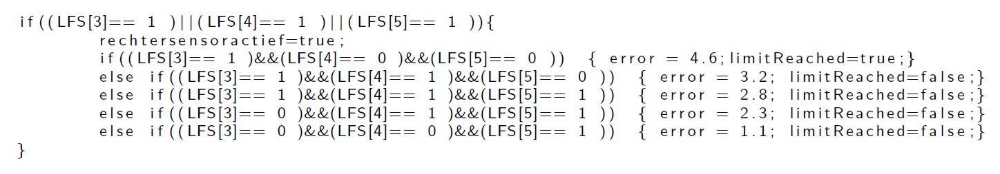 if((LFS[3]== 1 )||(LFS[4]== 1 )||(LFS[5]== 1 )){
rechtersensoractief=true;
if((LFS[3]== 1 )&&(LFS[4]== 0 )&&(LFS[5]== 0 )) { error = 4.6;limitReached=true;}
else if((LFS[3]== 1 )&&(LFS[4]== 1 )&&(LFS[5]== 0 )) { error = 3.2; limitReached=false;}
else if((LFS[3]== 1 )&&(LFS[4]== 1 )&&(LFS[5]== 1 )) { error = 2.8; limitReached=false;}
else if((LFS[3]== 0 )&&(LFS[4]== 1 )&&(LFS[5]== 1 )) { error = 2.3; limitReached=false;}
else if((LFS[3]== 0 )&&(LFS[4]== 0 )&&(LFS[5]== 1 )) { error = 1.1; limitReached=false;}
}